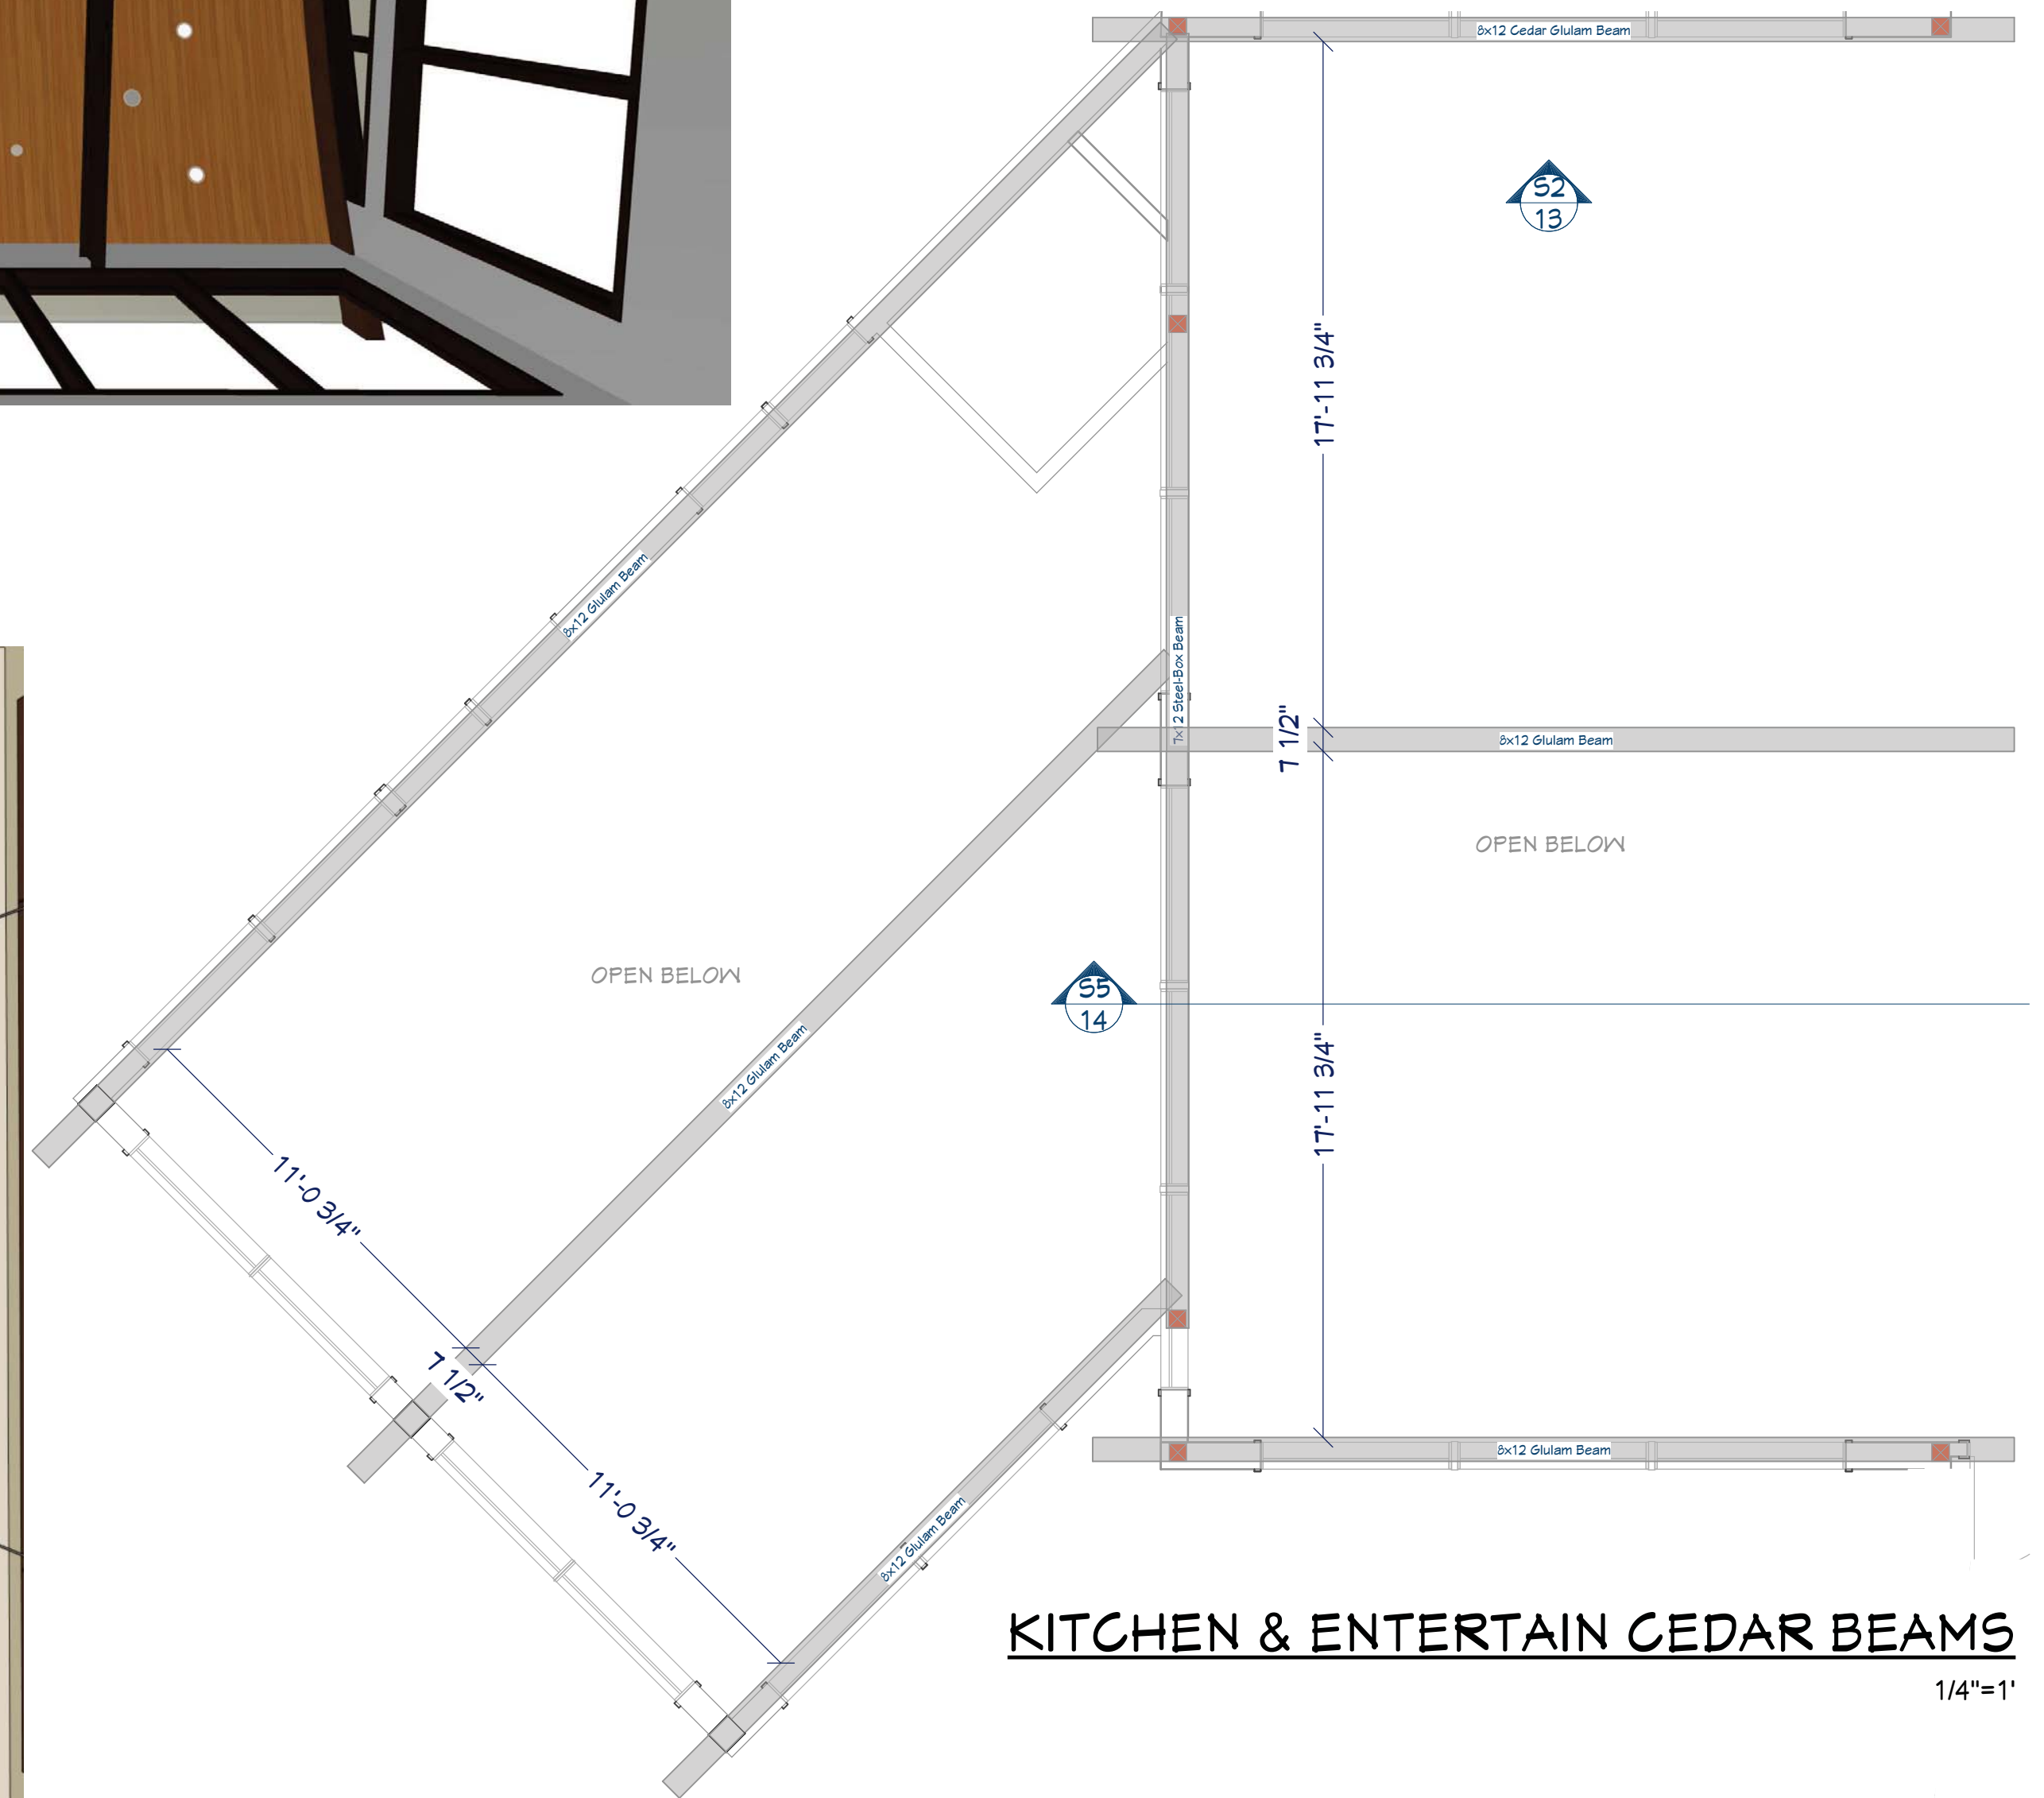 8x12 Cedar Glulam Beam
S2
13
17'-11 3/4"
8x12 Glulam Beam
7x12 Steel-Box Beam
7 1/2"
8x12 Glulam Beam
OPEN BELOW
OPEN BELOW
S5
14
8x12 Glulam Beam
17'-11 3/4"
11'-0 3/4"
7 1/2"
8x12 Glulam Beam
11'-0 3/4"
8x12 Glulam Beam
KITCHEN & ENTERTAIN CEDAR BEAMS
1/4"=1'